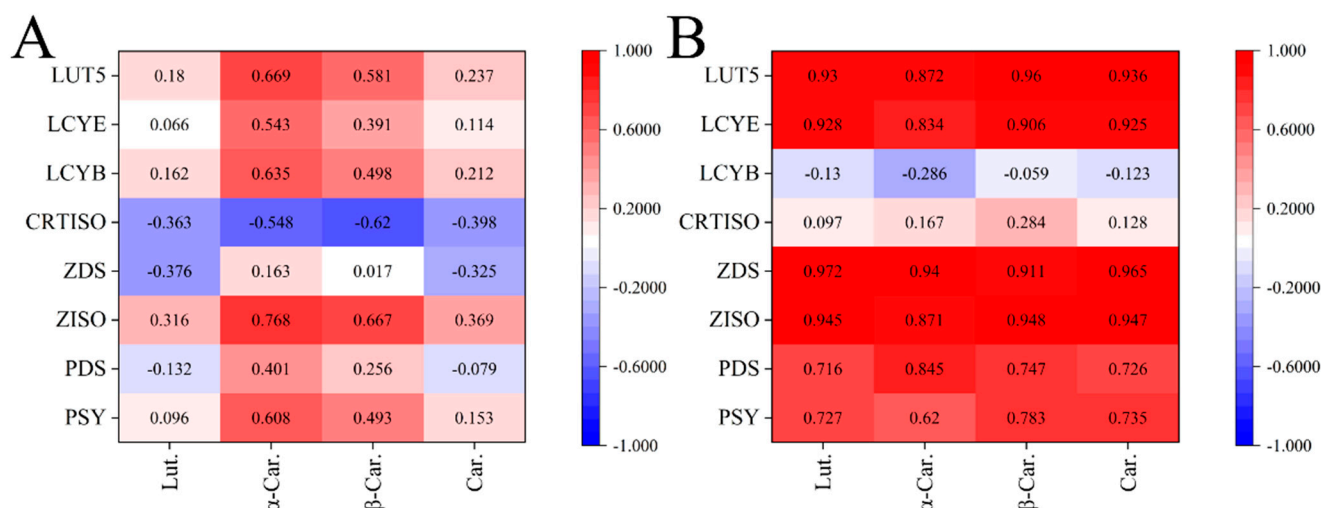 A
LUT5 0.18 0.669 0.581 0.237
LCYE 0.066 0.543 0.391 0.114
LCYB 0.162 0.635 0.498 0.212
CRTISO -0.363 -0.548 -0.62 -0.398
ZDS -0.376 0.163 0.017 -0.325
ZISO 0.316 0.768 0.667 0.369
PDS -0.132 0.401 0.256 -0.079
PSY 0.096 0.608 0.493 0.153
Lut. α-Car. β-Car. Car.
1.000
0.6000
0.2000
-0.2000
-0.6000
-1.000
B
LUT5 0.93 0.872 0.96 0.936
LCYE 0.928 0.834 0.906 0.925
LCYB -0.13 -0.286 -0.059 -0.123
CRTISO 0.097 0.167 0.284 0.128
ZDS 0.972 0.94 0.911 0.965
ZISO 0.945 0.871 0.948 0.947
PDS 0.716 0.845 0.747 0.726
PSY 0.727 0.62 0.783 0.735
Lut. α-Car. β-Car. Car.
1.000
0.6000
0.2000
-0.2000
-0.6000
-1.000